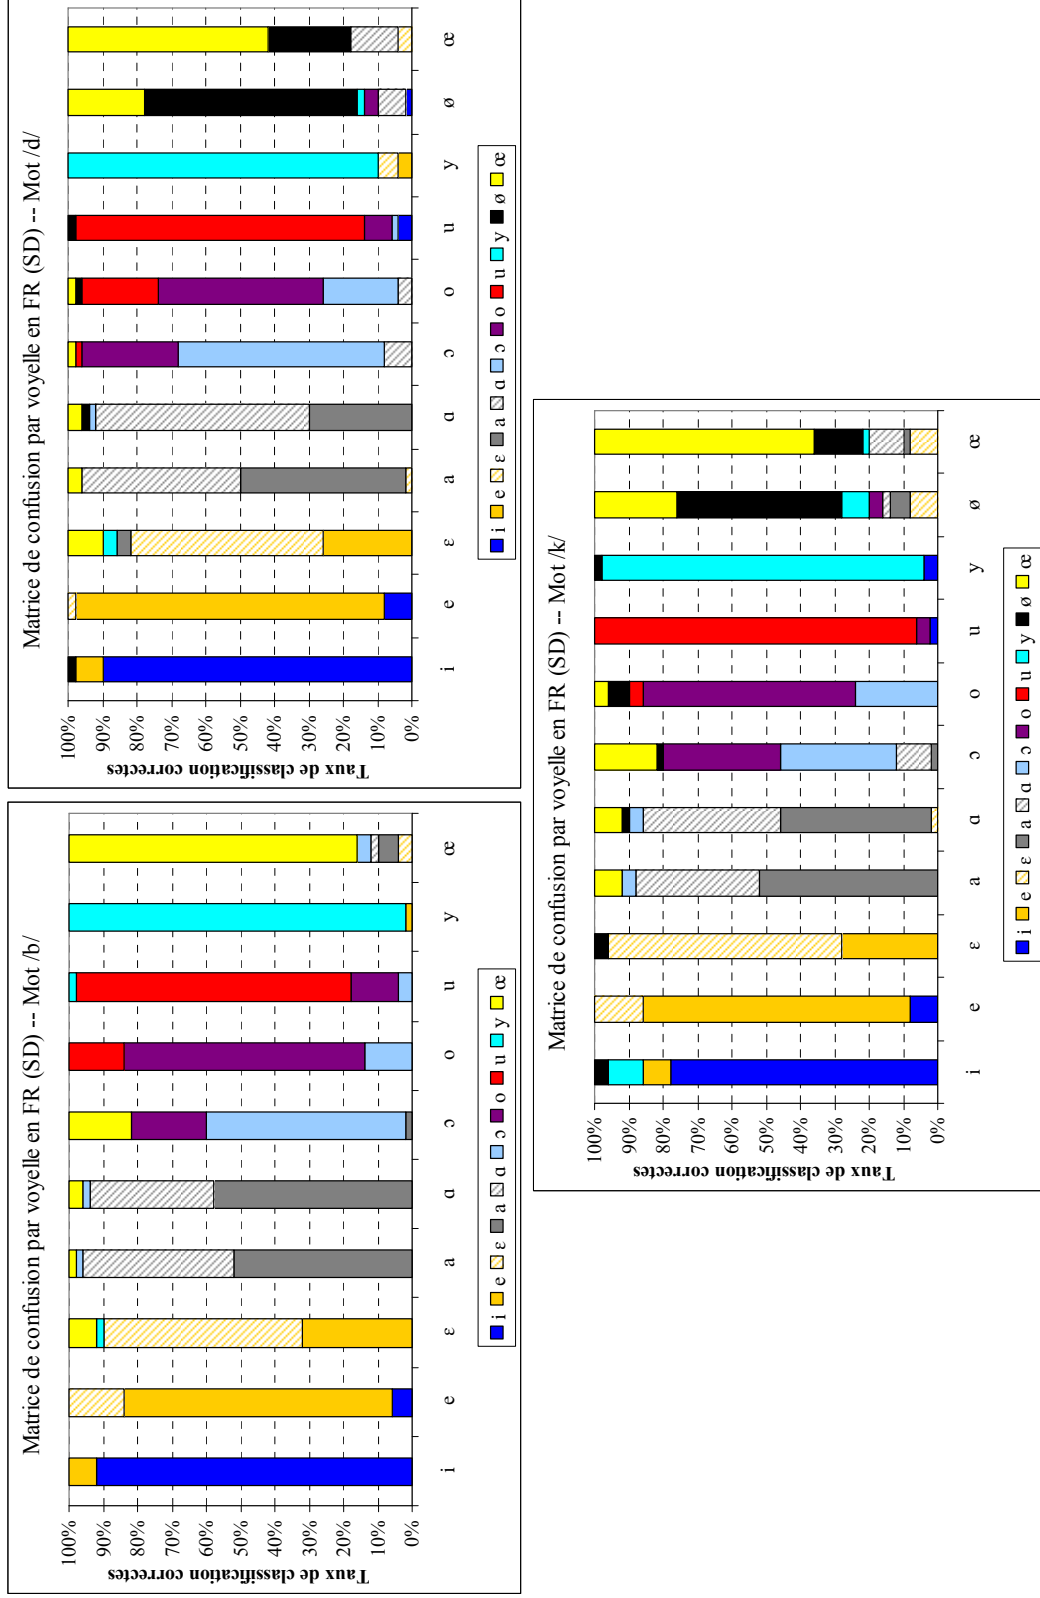 Matrice de confusion par voyelle en FR (SD) -- Mot /b/
Taux de classification correctes
100%
90%
80%
70%
60%
50%
40%
30%
20%
10%
0%
i e ɛ a ɑ ɔ o u y œ
i e ɛ a ɑ ɔ o u y œ
Matrice de confusion par voyelle en FR (SD) -- Mot /d/
Taux de classification correctes
100%
90%
80%
70%
60%
50%
40%
30%
20%
10%
0%
i e ɛ a ɑ ɔ o u y ø œ
i e ɛ a ɑ ɔ o u y ø œ
Matrice de confusion par voyelle en FR (SD) -- Mot /k/
Taux de classification correctes
100%
90%
80%
70%
60%
50%
40%
30%
20%
10%
0%
i e ɛ a ɑ ɔ o u y ø œ
i e ɛ a ɑ ɔ o u y ø œ